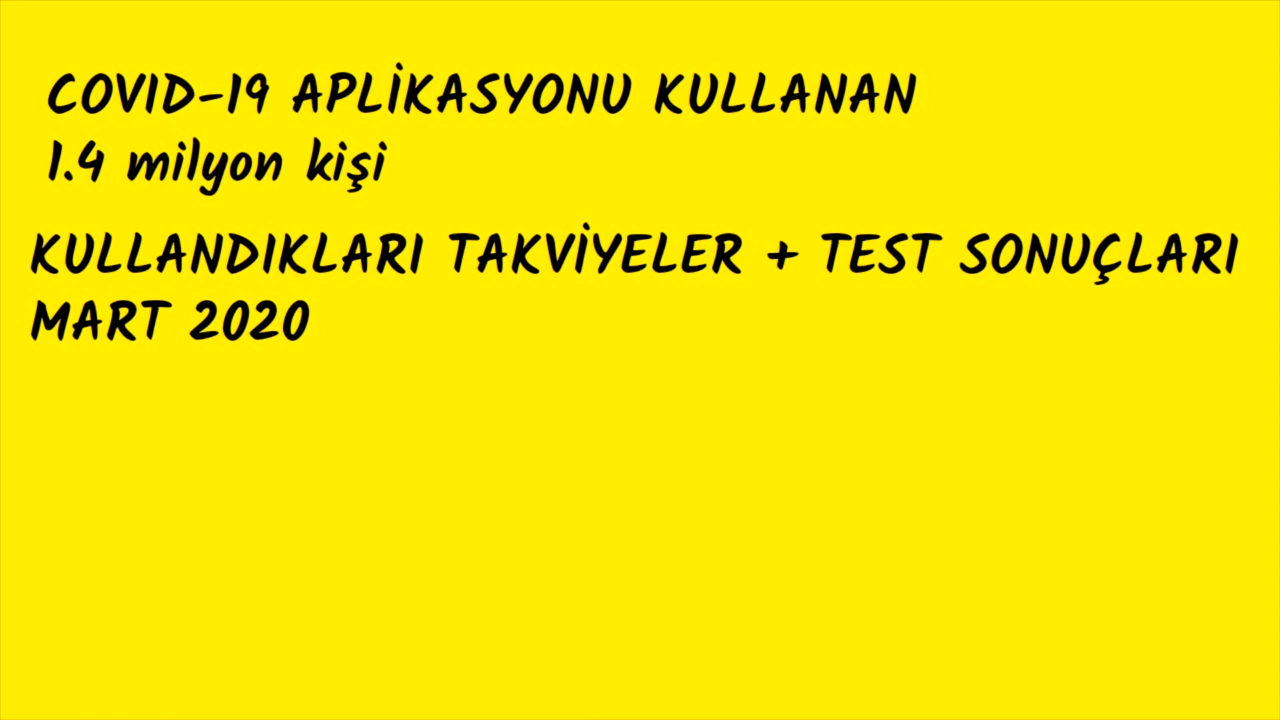 COVID-19 APLİKASYONU KULLANAN
1.4 milyon kişi
KULLANDIKLARI TAKVİYELER + TEST SONUÇLARI
MART 2020